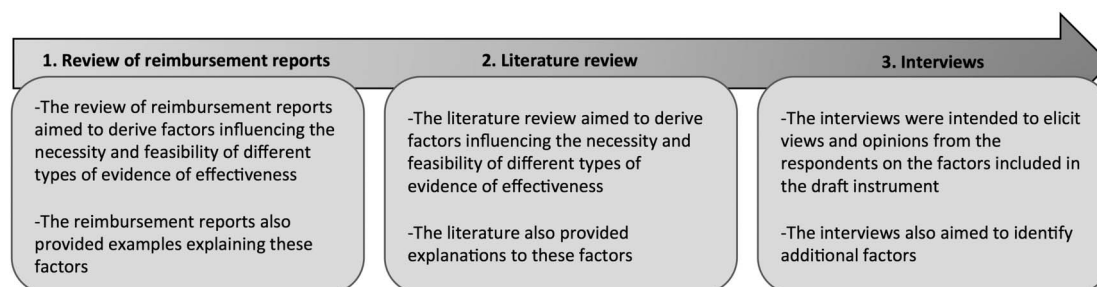 1. Review of reimbursement reports
-The review of reimbursement reports
aimed to derive factors influencing the
necessity and feasibility of different
types of evidence of effectiveness
-The reimbursement reports also
provided examples explaining these
factors
2. Literature review
-The literature review aimed to derive
factors influencing the necessity and
feasibility of different types of
evidence of effectiveness
-The literature also provided
explanations to these factors
3. Interviews
-The interviews were intended to elicit
views and opinions from the
respondents on the factors included in
the draft instrument
-The interviews also aimed to identify
additional factors